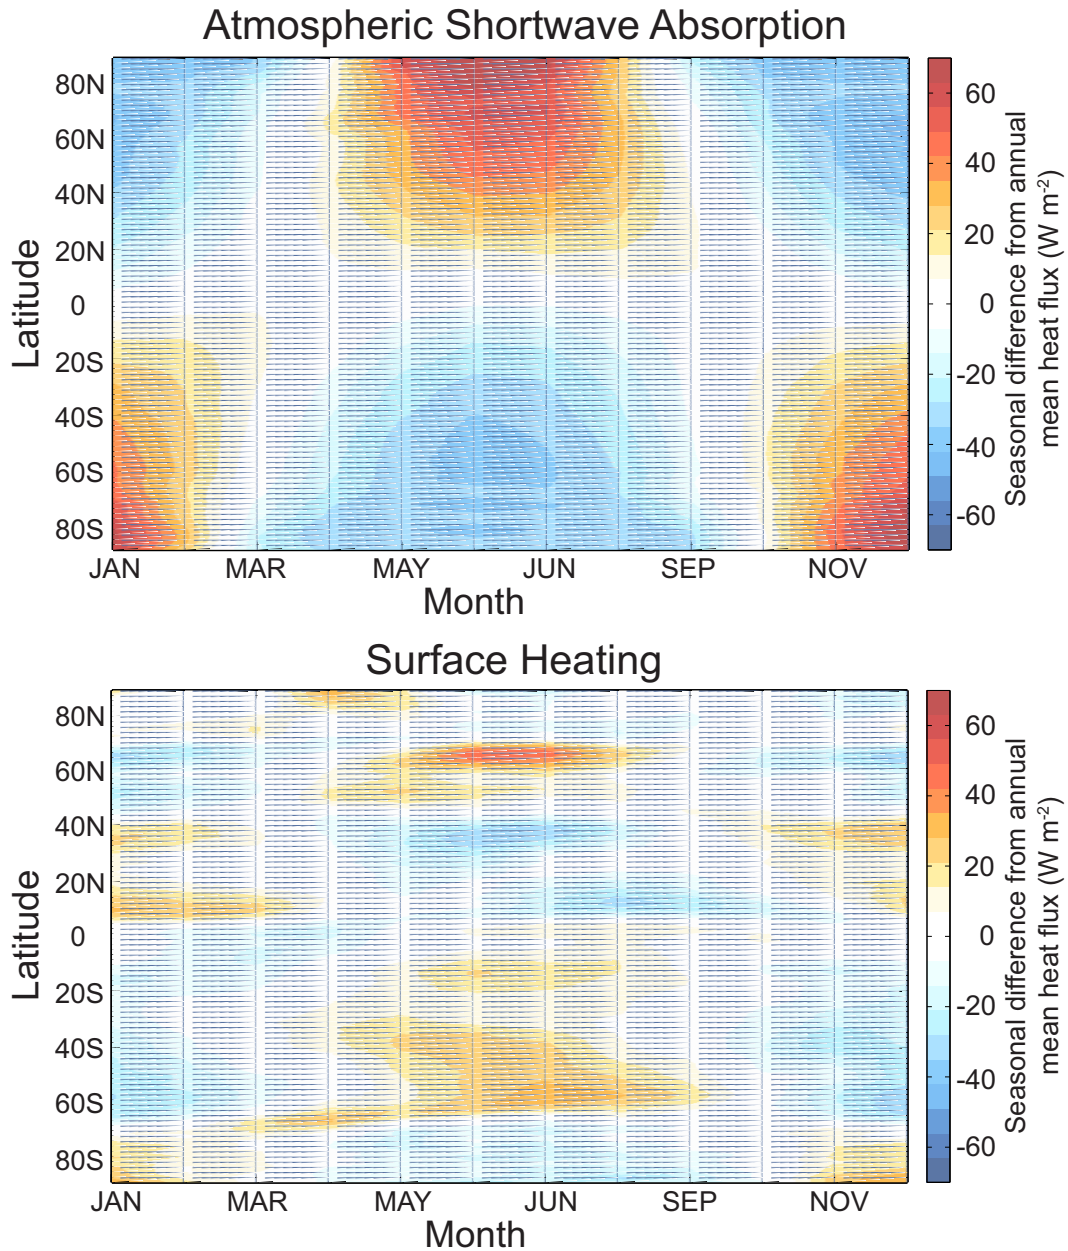 Atmospheric Shortwave Absorption
80N
60N
40N
20N
0
20S
40S
60S
80S
Latitude
JAN MAR MAY JUN SEP NOV
Month
60
40
20
0
-20
-40
-60
Seasonal difference from annual
mean heat flux (W m-2)
Surface Heating
80N
60N
40N
20N
0
20S
40S
60S
80S
Latitude
JAN MAR MAY JUN SEP NOV
Month
60
40
20
0
-20
-40
-60
Seasonal difference from annual
mean heat flux (W m-2)